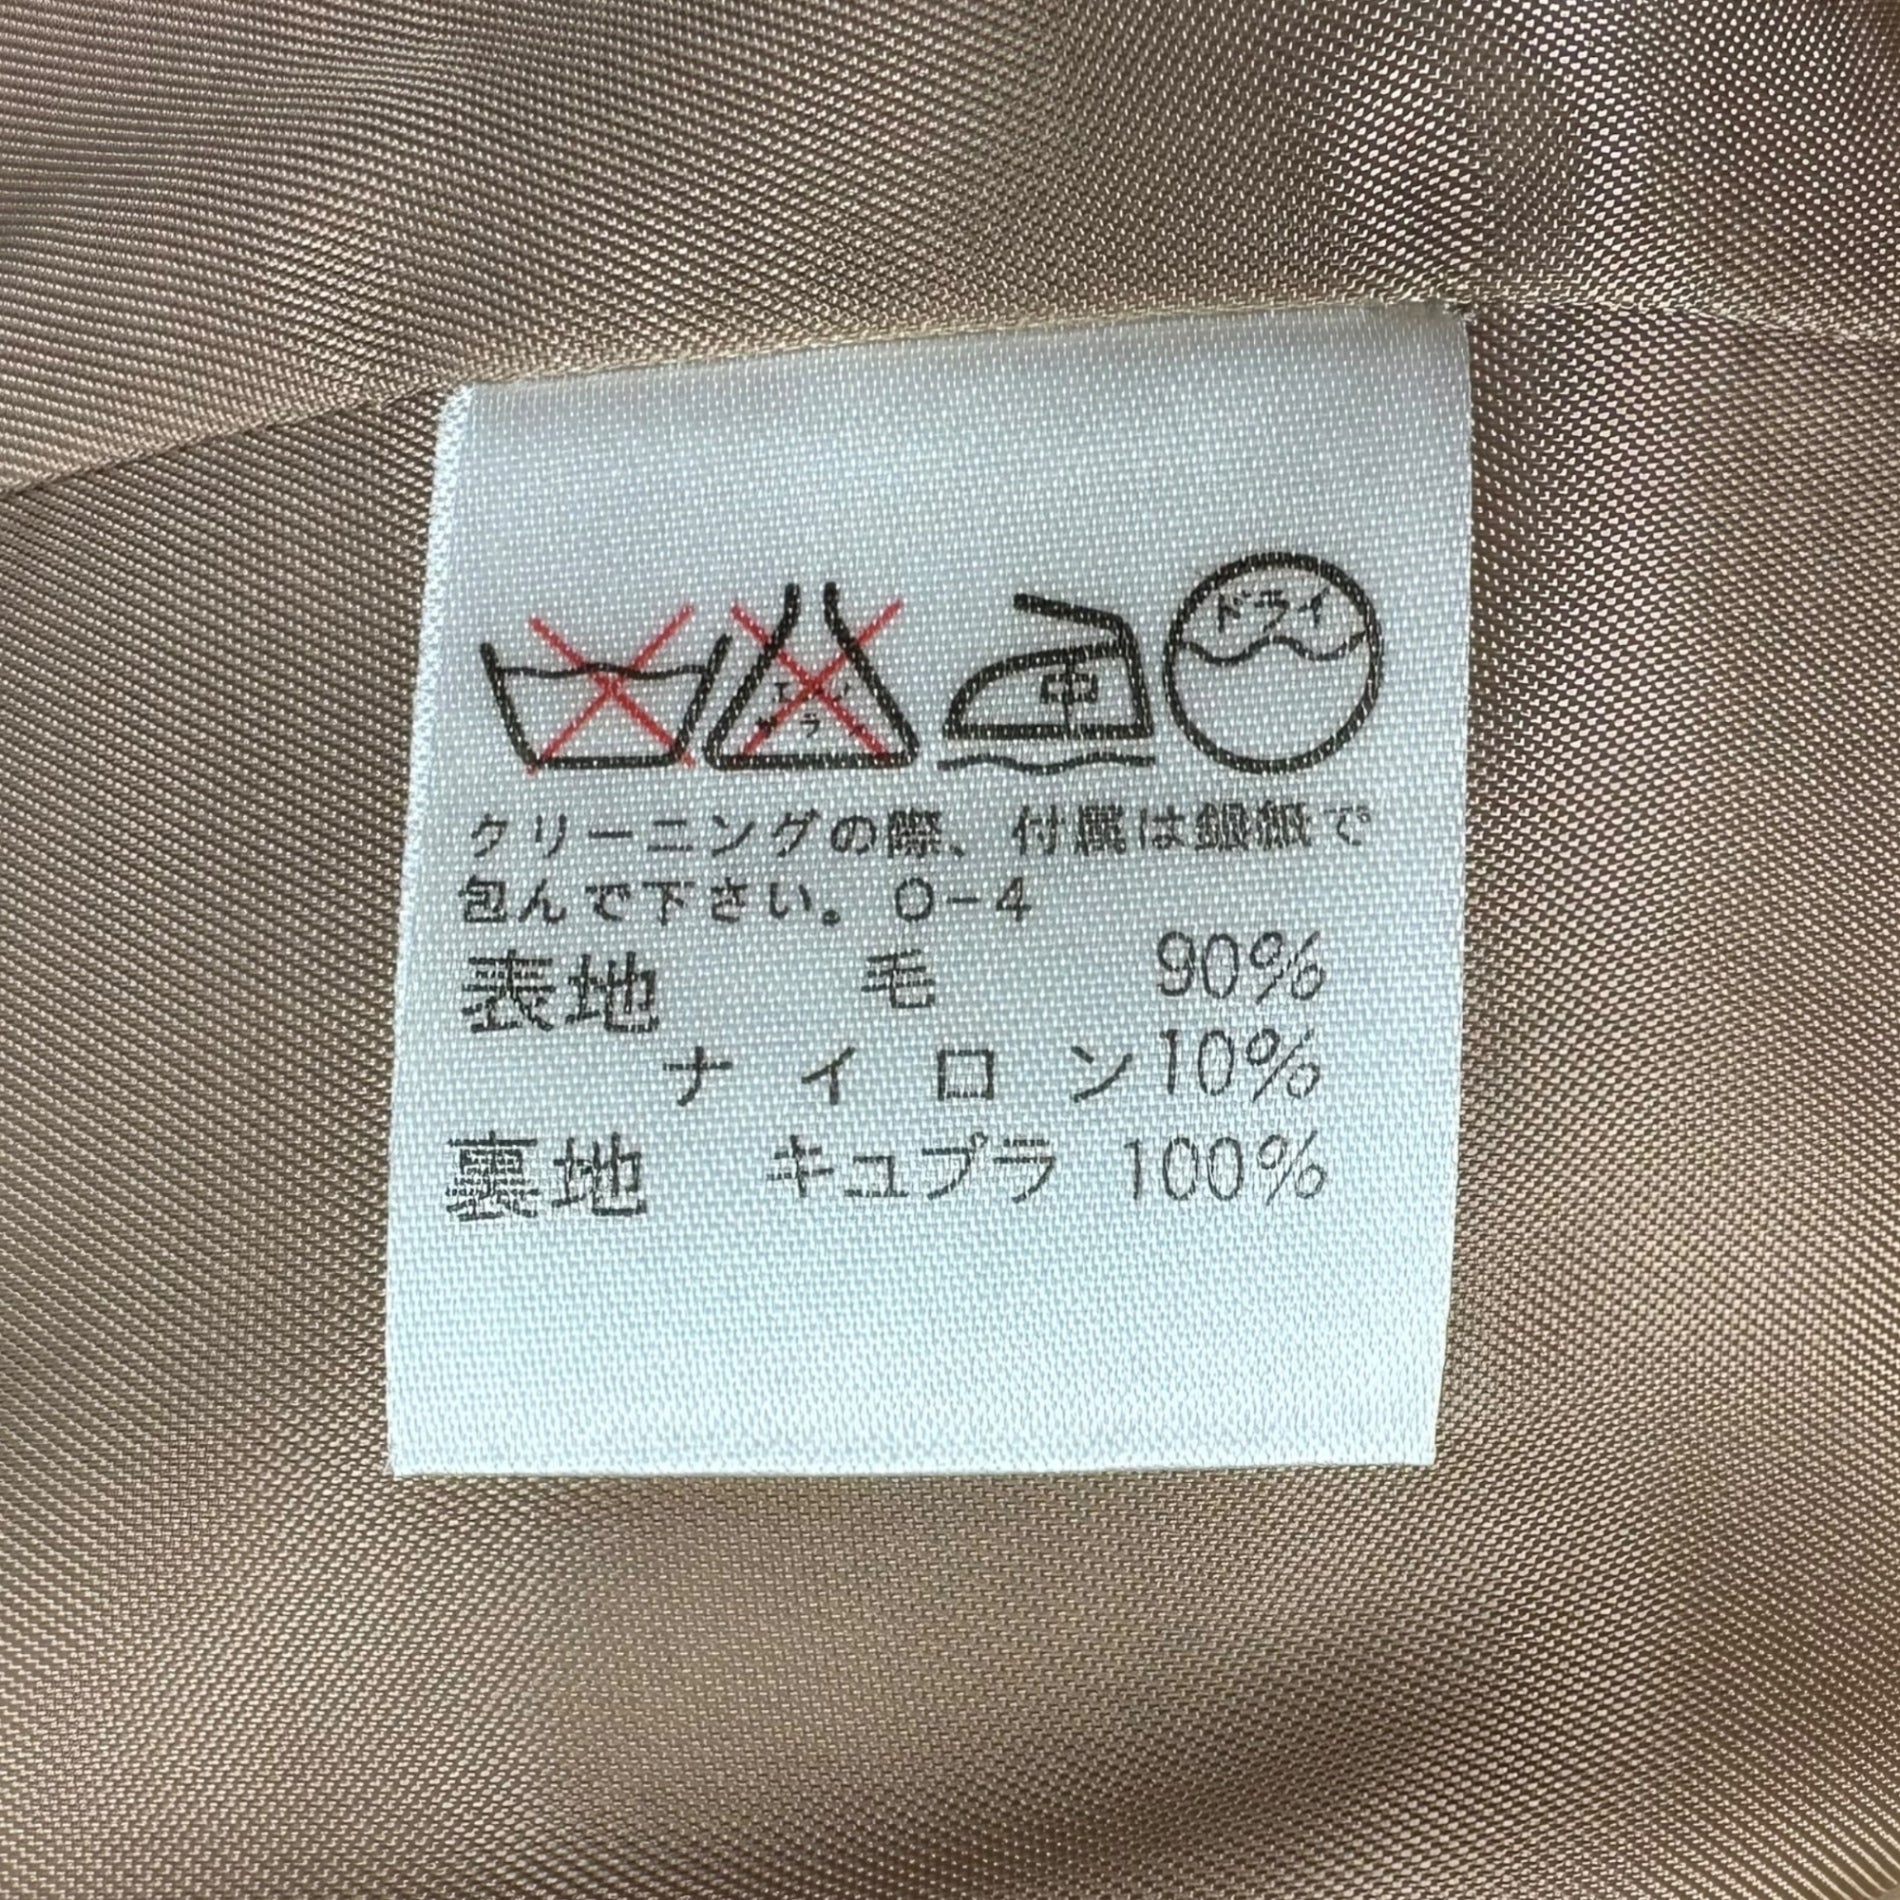 ドライ
中
クリーニングの際、付属は銀紙で
包んで下さい。O-4
表地 毛 90%
ナイロン 10%
裏地 キュプラ 100%